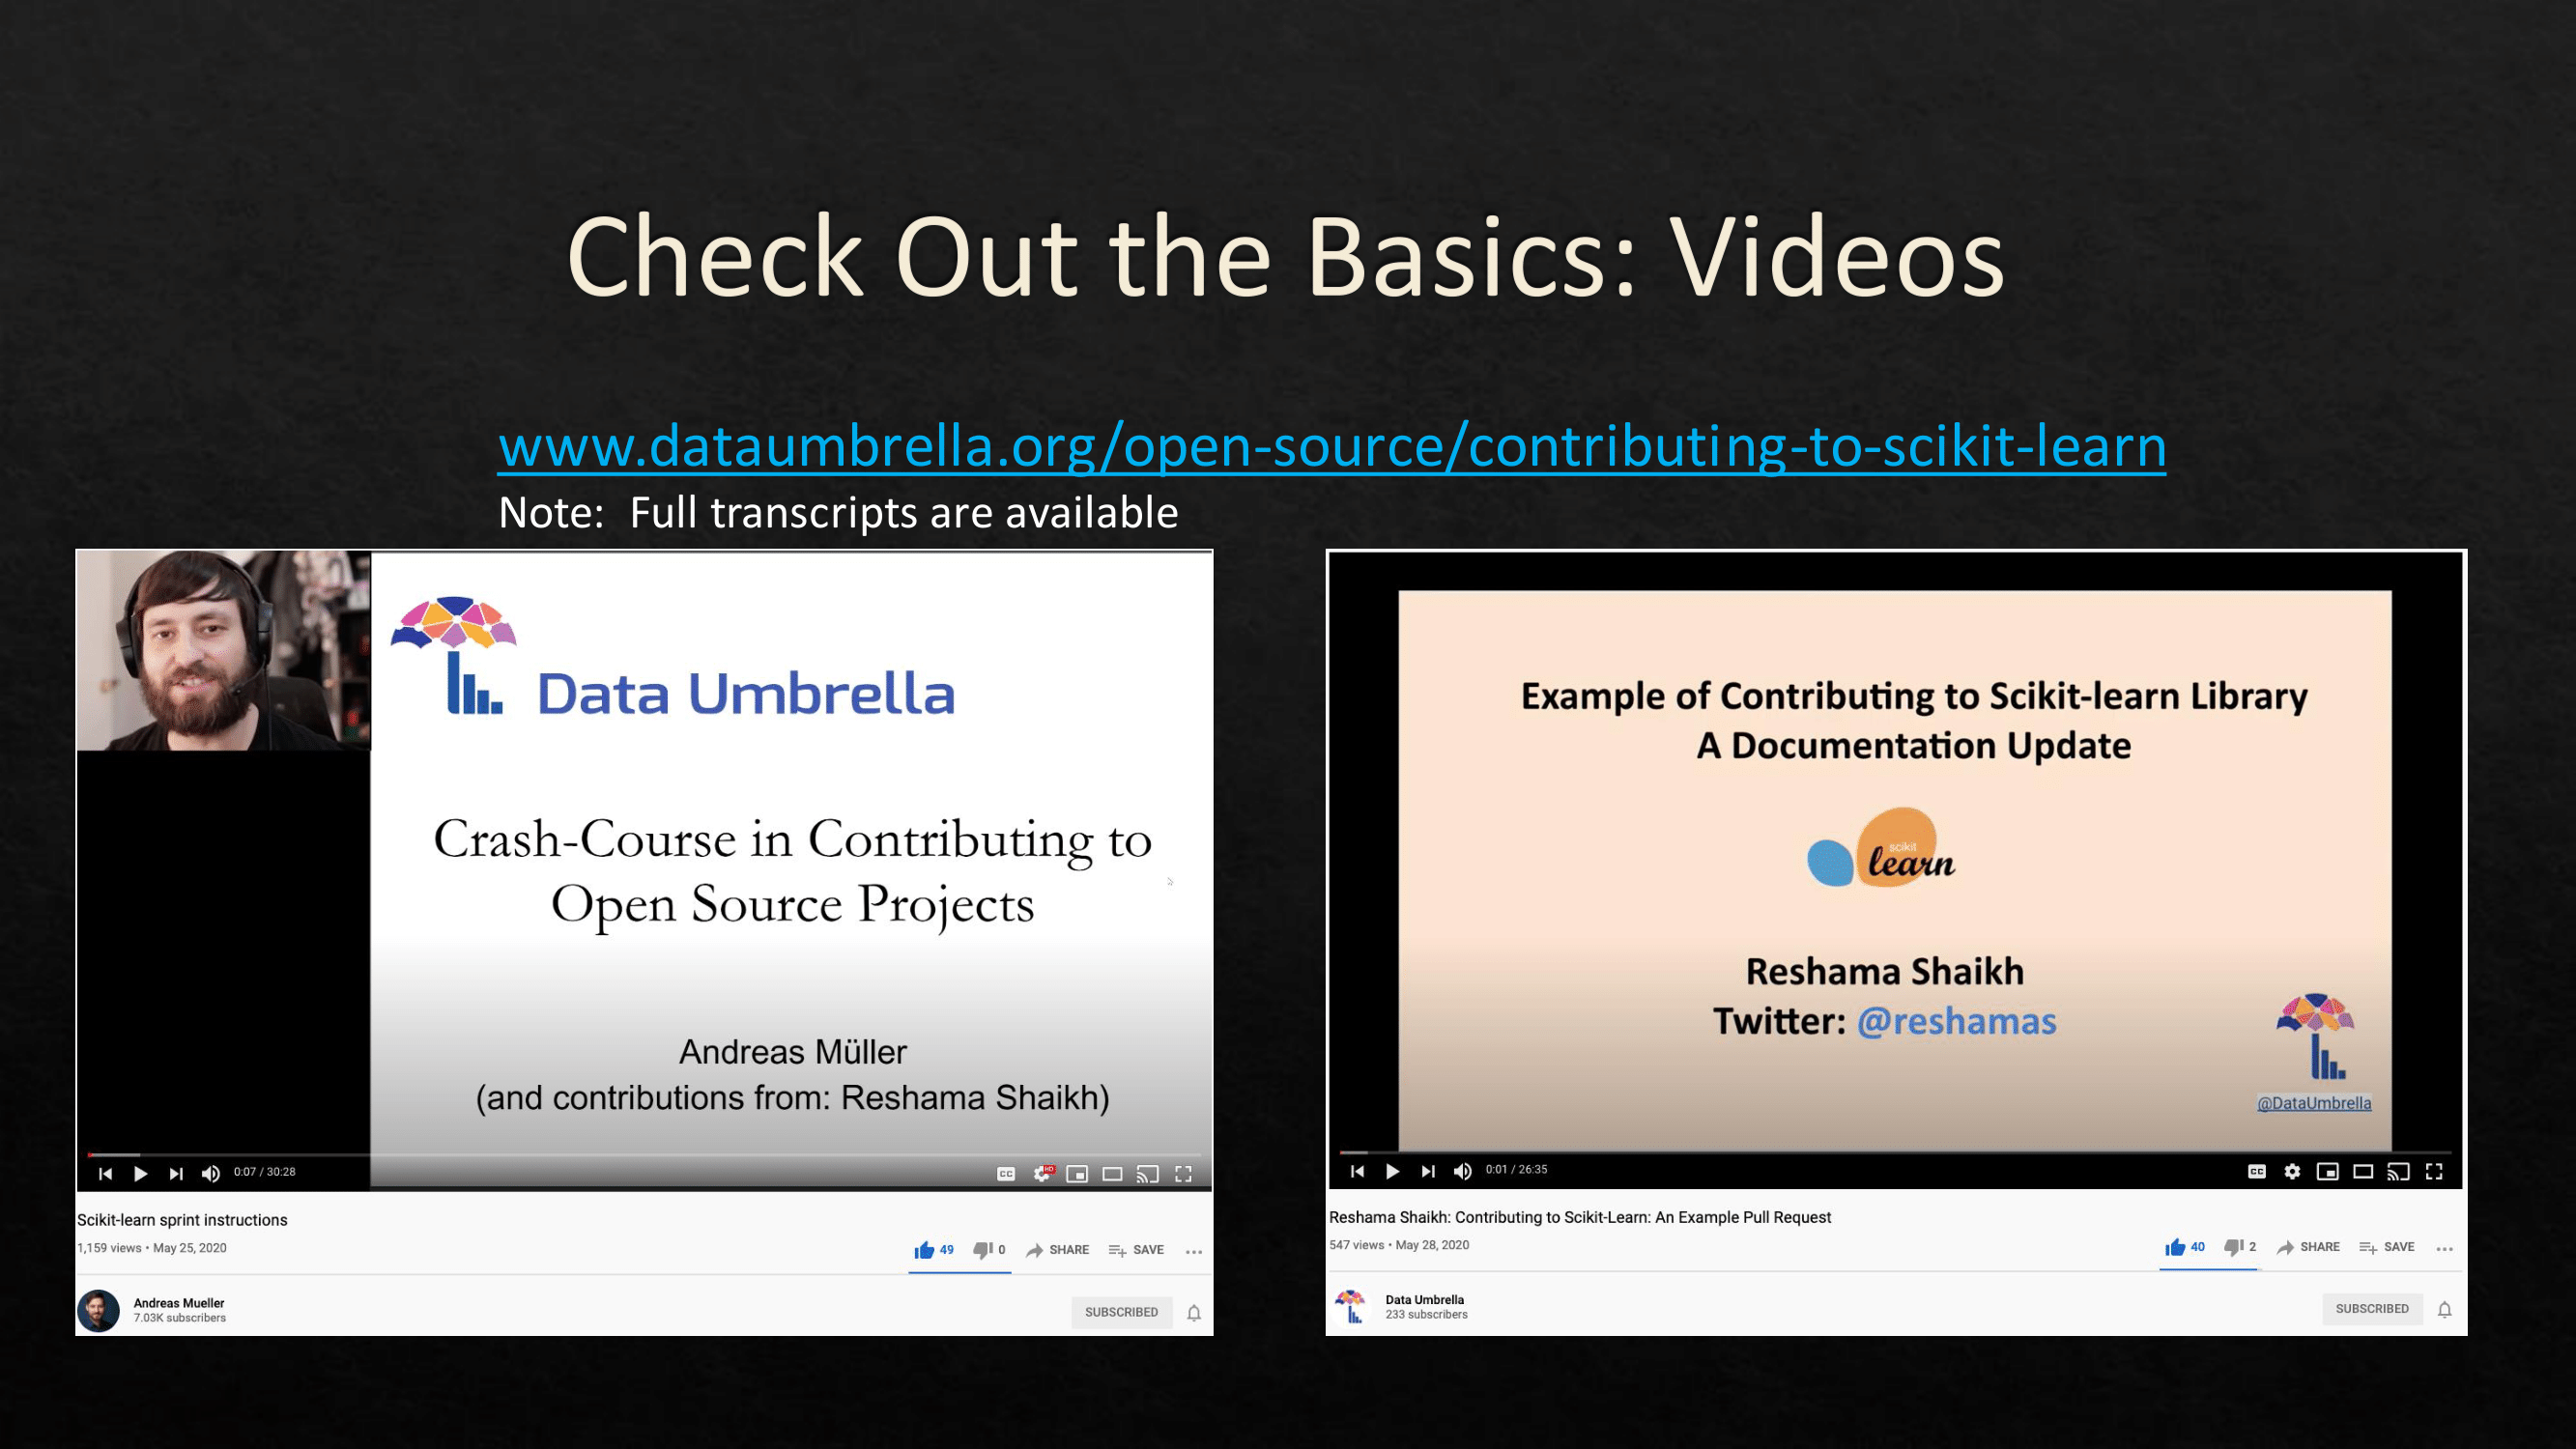 Check Out the Basics: Videos
www.dataumbrella.org/open-source/contributing-to-scikit-learn
Note:  Full transcripts are available
Data Umbrella
Crash-Course in Contributing to
Open Source Projects
Andreas Müller
(and contributions from: Reshama Shaikh)
0:07 / 30:28
CC
HD
Scikit-learn sprint instructions
1,159 views • May 25, 2020
49
0
SHARE
SAVE
Andreas Mueller
7.03K subscribers
SUBSCRIBED
Example of Contributing to Scikit-learn Library
A Documentation Update
scikit
learn
Reshama Shaikh
Twitter: @reshamas
@DataUmbrella
0:01 / 26:35
CC
Reshama Shaikh: Contributing to Scikit-Learn: An Example Pull Request
547 views • May 28, 2020
40
2
SHARE
SAVE
Data Umbrella
233 subscribers
SUBSCRIBED